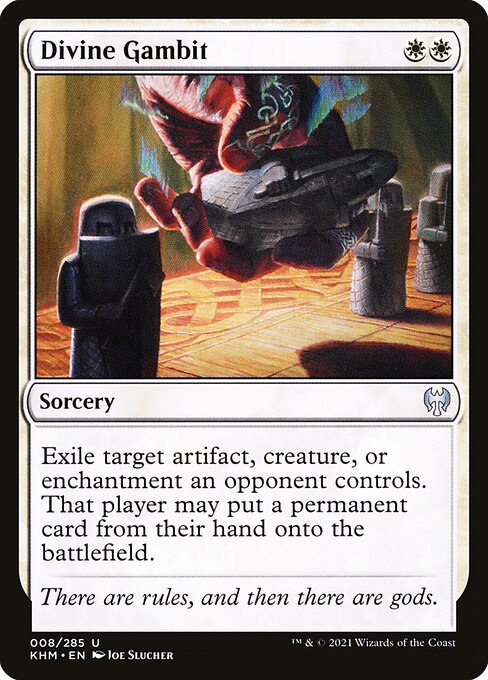 Divine Gambit
Sorcery
Exile target artifact, creature, or
enchantment an opponent controls.
That player may put a permanent
card from their hand onto the
battlefield.
There are rules, and then there are gods.
008/285 U
KHM • EN Joe Slucher
™ & © 2021 Wizards of the Coast